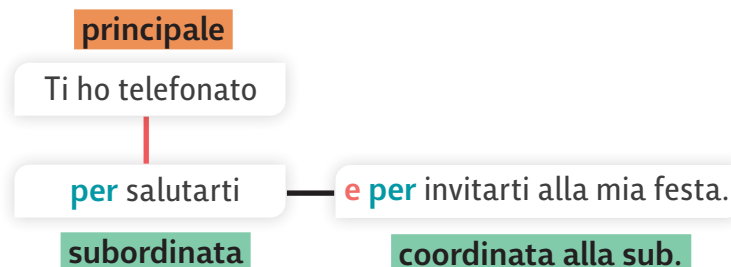 principale
Ti ho telefonato
per salutarti
e per invitarti alla mia festa.
subordinata
coordinata alla sub.